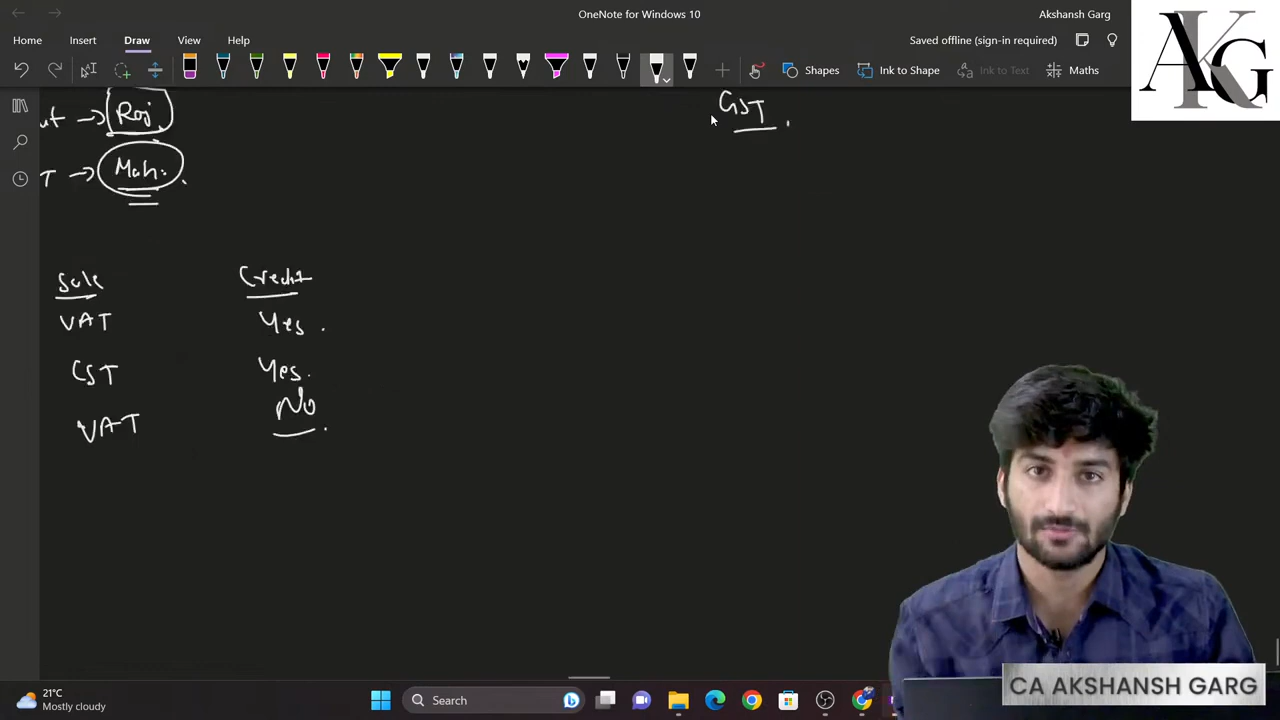 OneNote for Windows 10
Akshansh Garg
Home Insert Draw View Help
Saved offline (sign-in required)
Shapes Ink to Shape Ink to Text Maths
AKG
ut → Raj
T → Mah.
GST.
Sale Credit
VAT Yes.
CST Yes.
VAT No.
CA AKSHANSH GARG
21°C
Mostly cloudy
Search